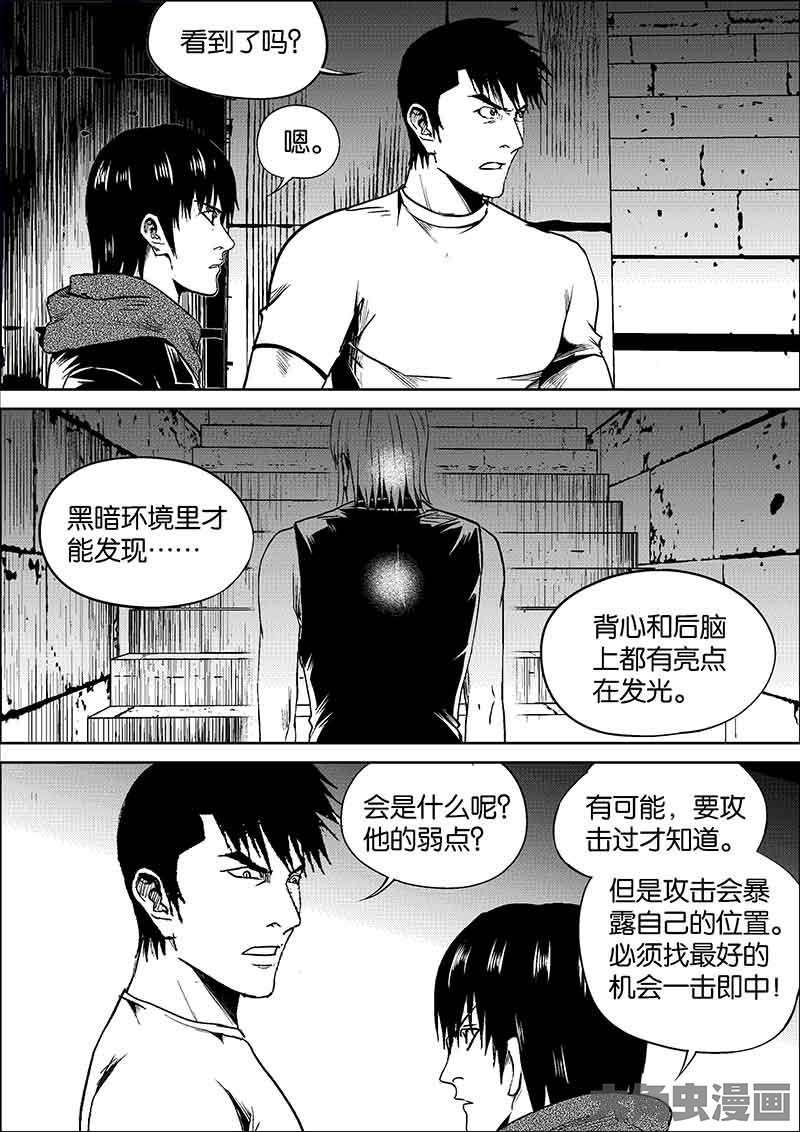 看到了吗？
嗯。
黑暗环境里才
能发现……
背心和后脑
上都有亮点
在发光。
会是什么呢？
他的弱点？
有可能，要攻
击过才知道。
但是攻击会暴
露自己的位置。
必须找最好的
机会一击即中！
虫漫画